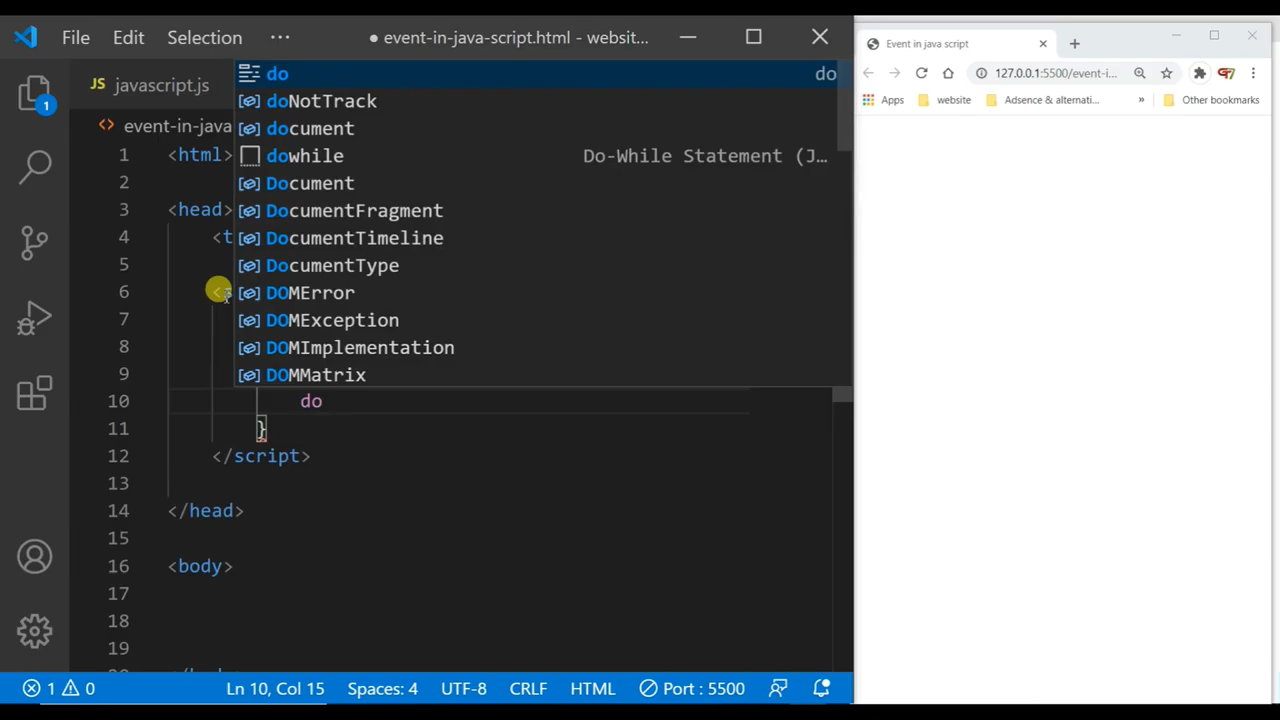 File Edit Selection ··· ● event-in-java-script.html - websit...
JS javascript.js
event-in-java
do do
doNotTrack
document
dowhile Do-While Statement (J...
Document
DocumentFragment
DocumentTimeline
DocumentType
DOMError
DOMException
DOMImplementation
DOMMatrix
1 <html>
2
3 <head>
4 <t
5
6 <s
7
8
9
10 do
11 }
12 </script>
13
14 </head>
15
16 <body>
17
18
19
1
1 0 Ln 10, Col 15 Spaces: 4 UTF-8 CRLF HTML Port : 5500
Event in java script
127.0.0.1:5500/event-i...
Apps website Adsence & alternati... » Other bookmarks